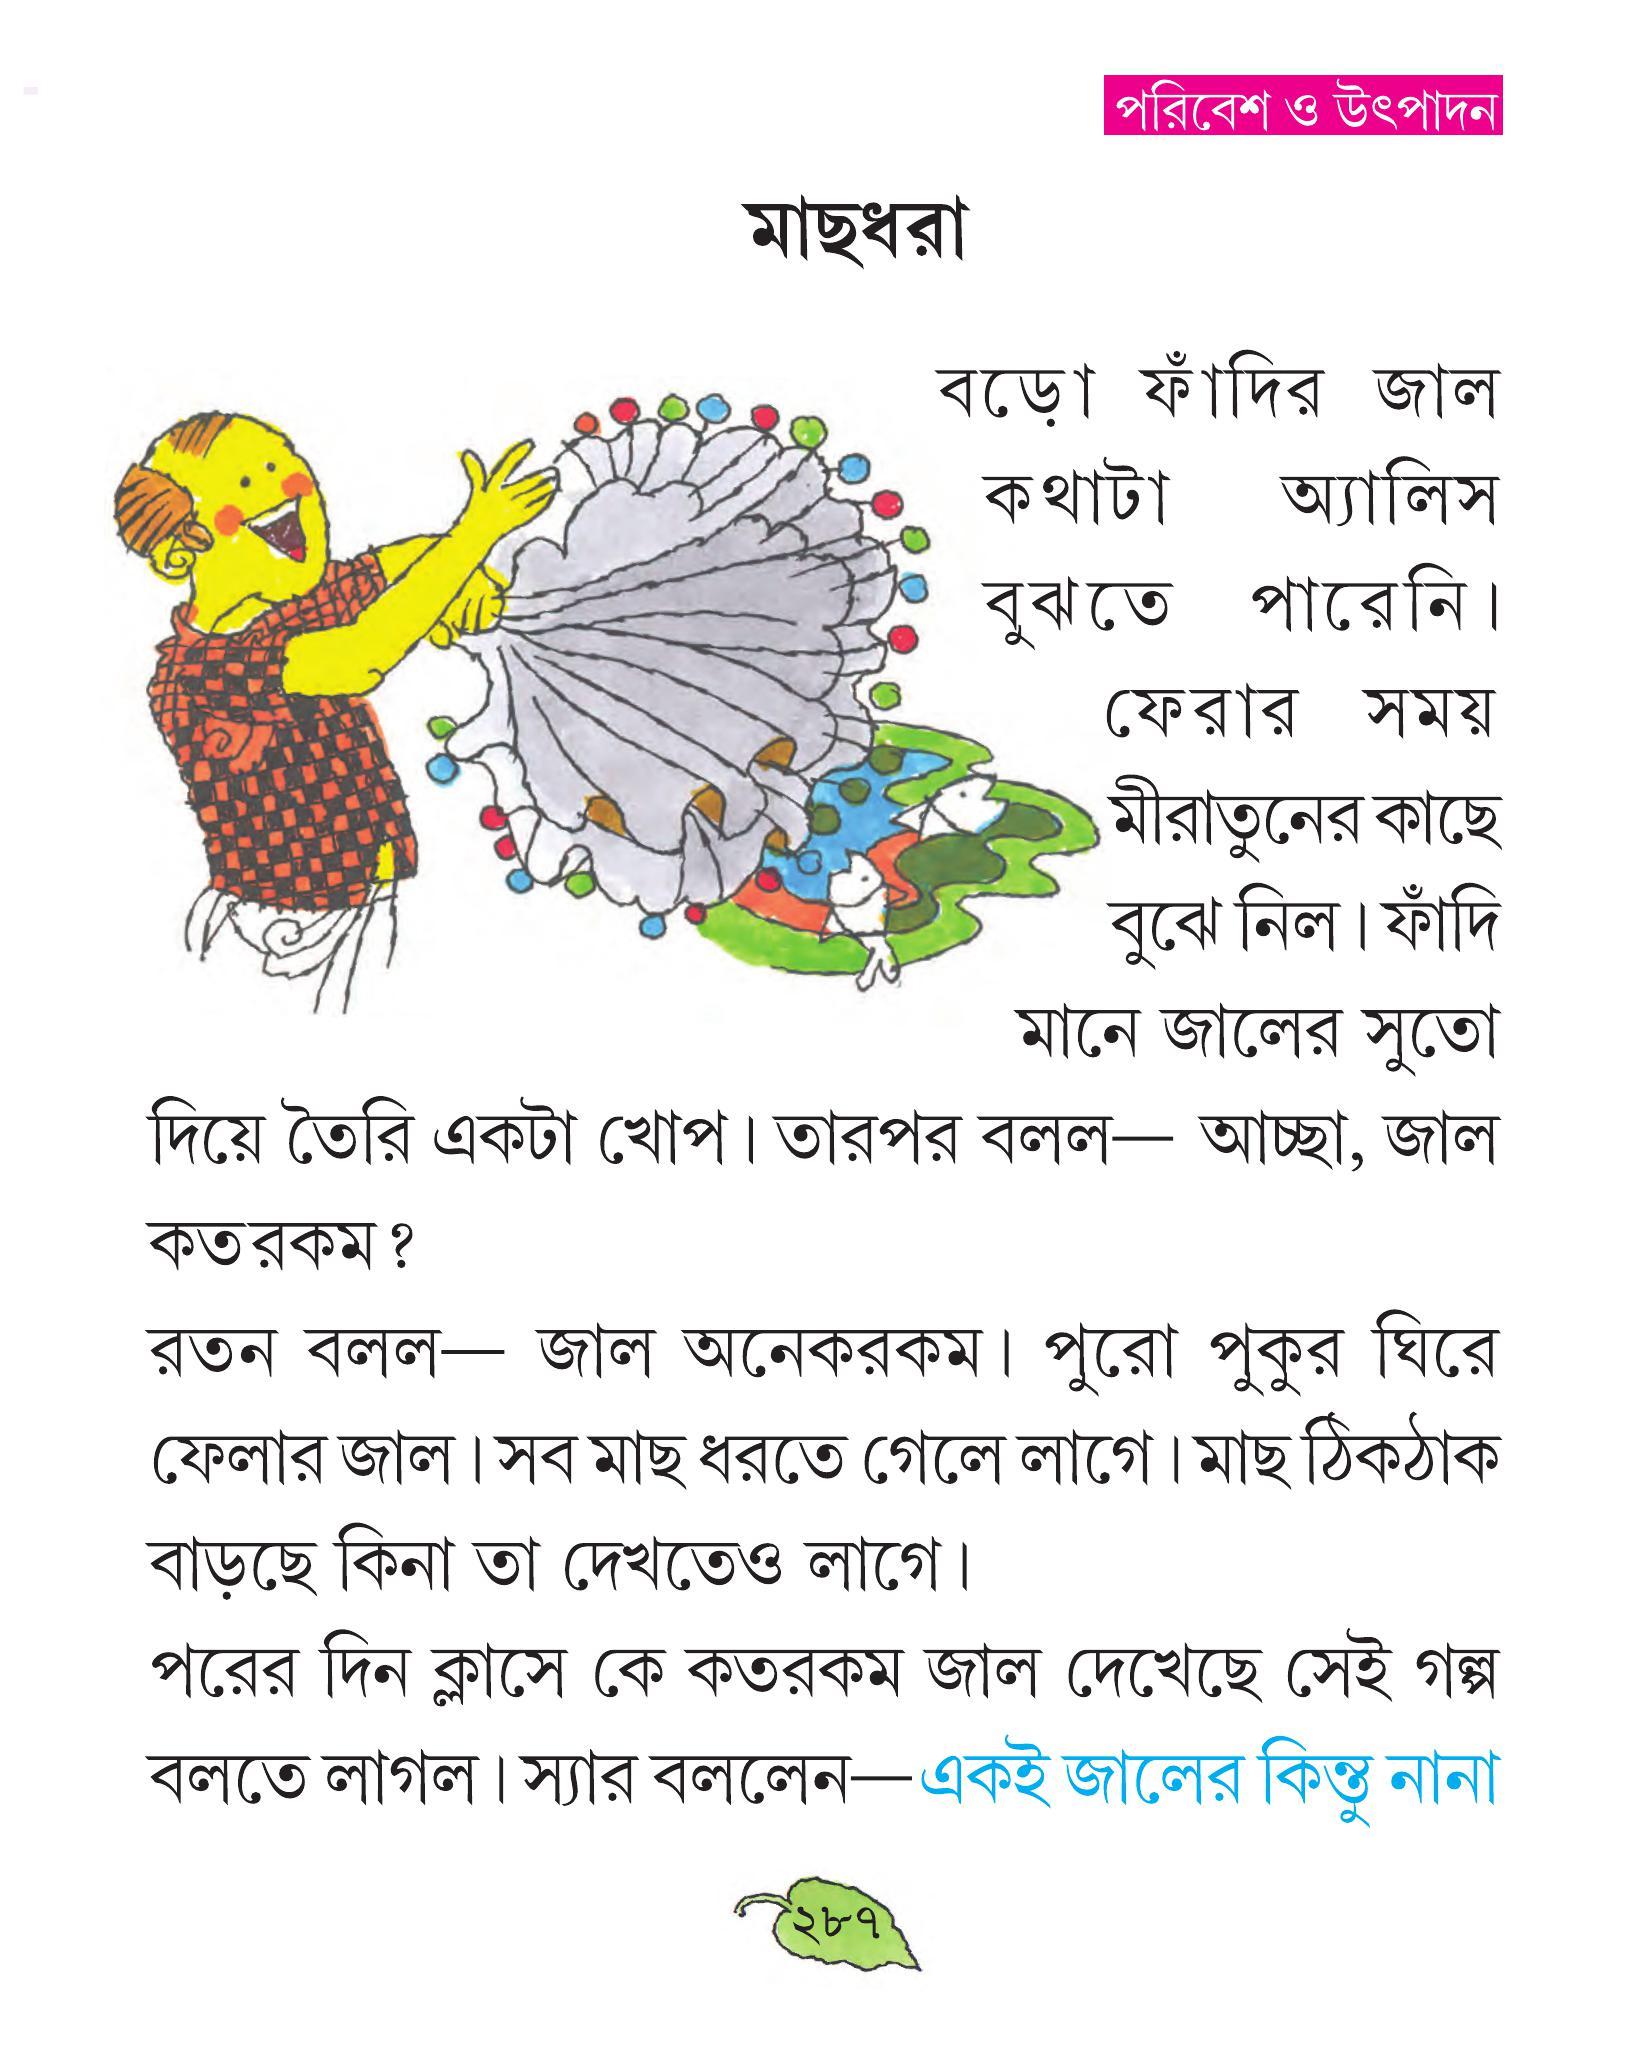 পরিবেশ ও উৎপাদন
মাছধরা
বড়ো ফাঁদির জাল
কথাটা অ্যালিস
বুঝতে পারেনি।
ফেরার সময়
মীরাতুনের কাছে
বুঝে নিল। ফাঁদি
মানে জালের সুতো
দিয়ে তৈরি একটা খোপ। তারপর বলল— আচ্ছা, জাল
কতরকম?
রতন বলল— জাল অনেকরকম। পুরো পুকুর ঘিরে
ফেলার জাল। সব মাছ ধরতে গেলে লাগে। মাছ ঠিকঠাক
বাড়ছে কিনা তা দেখতেও লাগে।
পরের দিন ক্লাসে কে কতরকম জাল দেখেছে সেই গল্প
বলতে লাগল। স্যার বললেন—একই জালের কিন্তু নানা
২৮৭